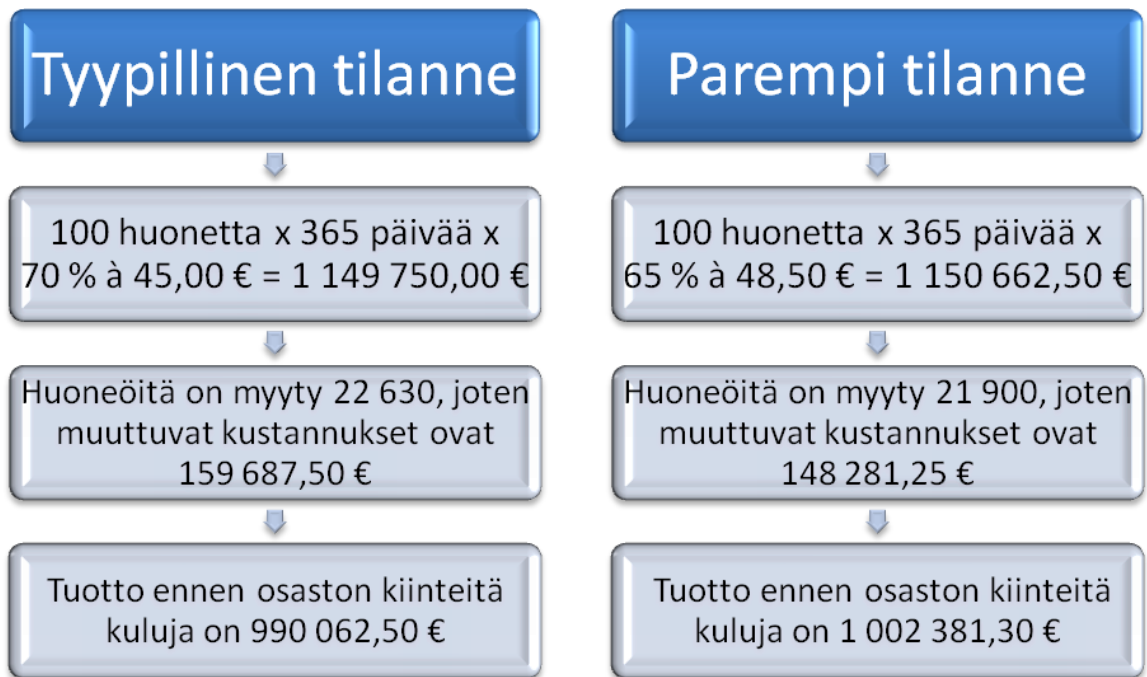 Tyypillinen tilanne
100 huonetta x 365 päivää x
70 % à 45,00 € = 1 149 750,00 €
Huoneöitä on myyty 22 630, joten
muuttuvat kustannukset ovat
159 687,50 €
Tuotto ennen osaston kiinteitä
kuluja on 990 062,50 €
Parempi tilanne
100 huonetta x 365 päivää x
65 % à 48,50 € = 1 150 662,50 €
Huoneöitä on myyty 21 900, joten
muuttuvat kustannukset ovat
148 281,25 €
Tuotto ennen osaston kiinteitä
kuluja on 1 002 381,30 €